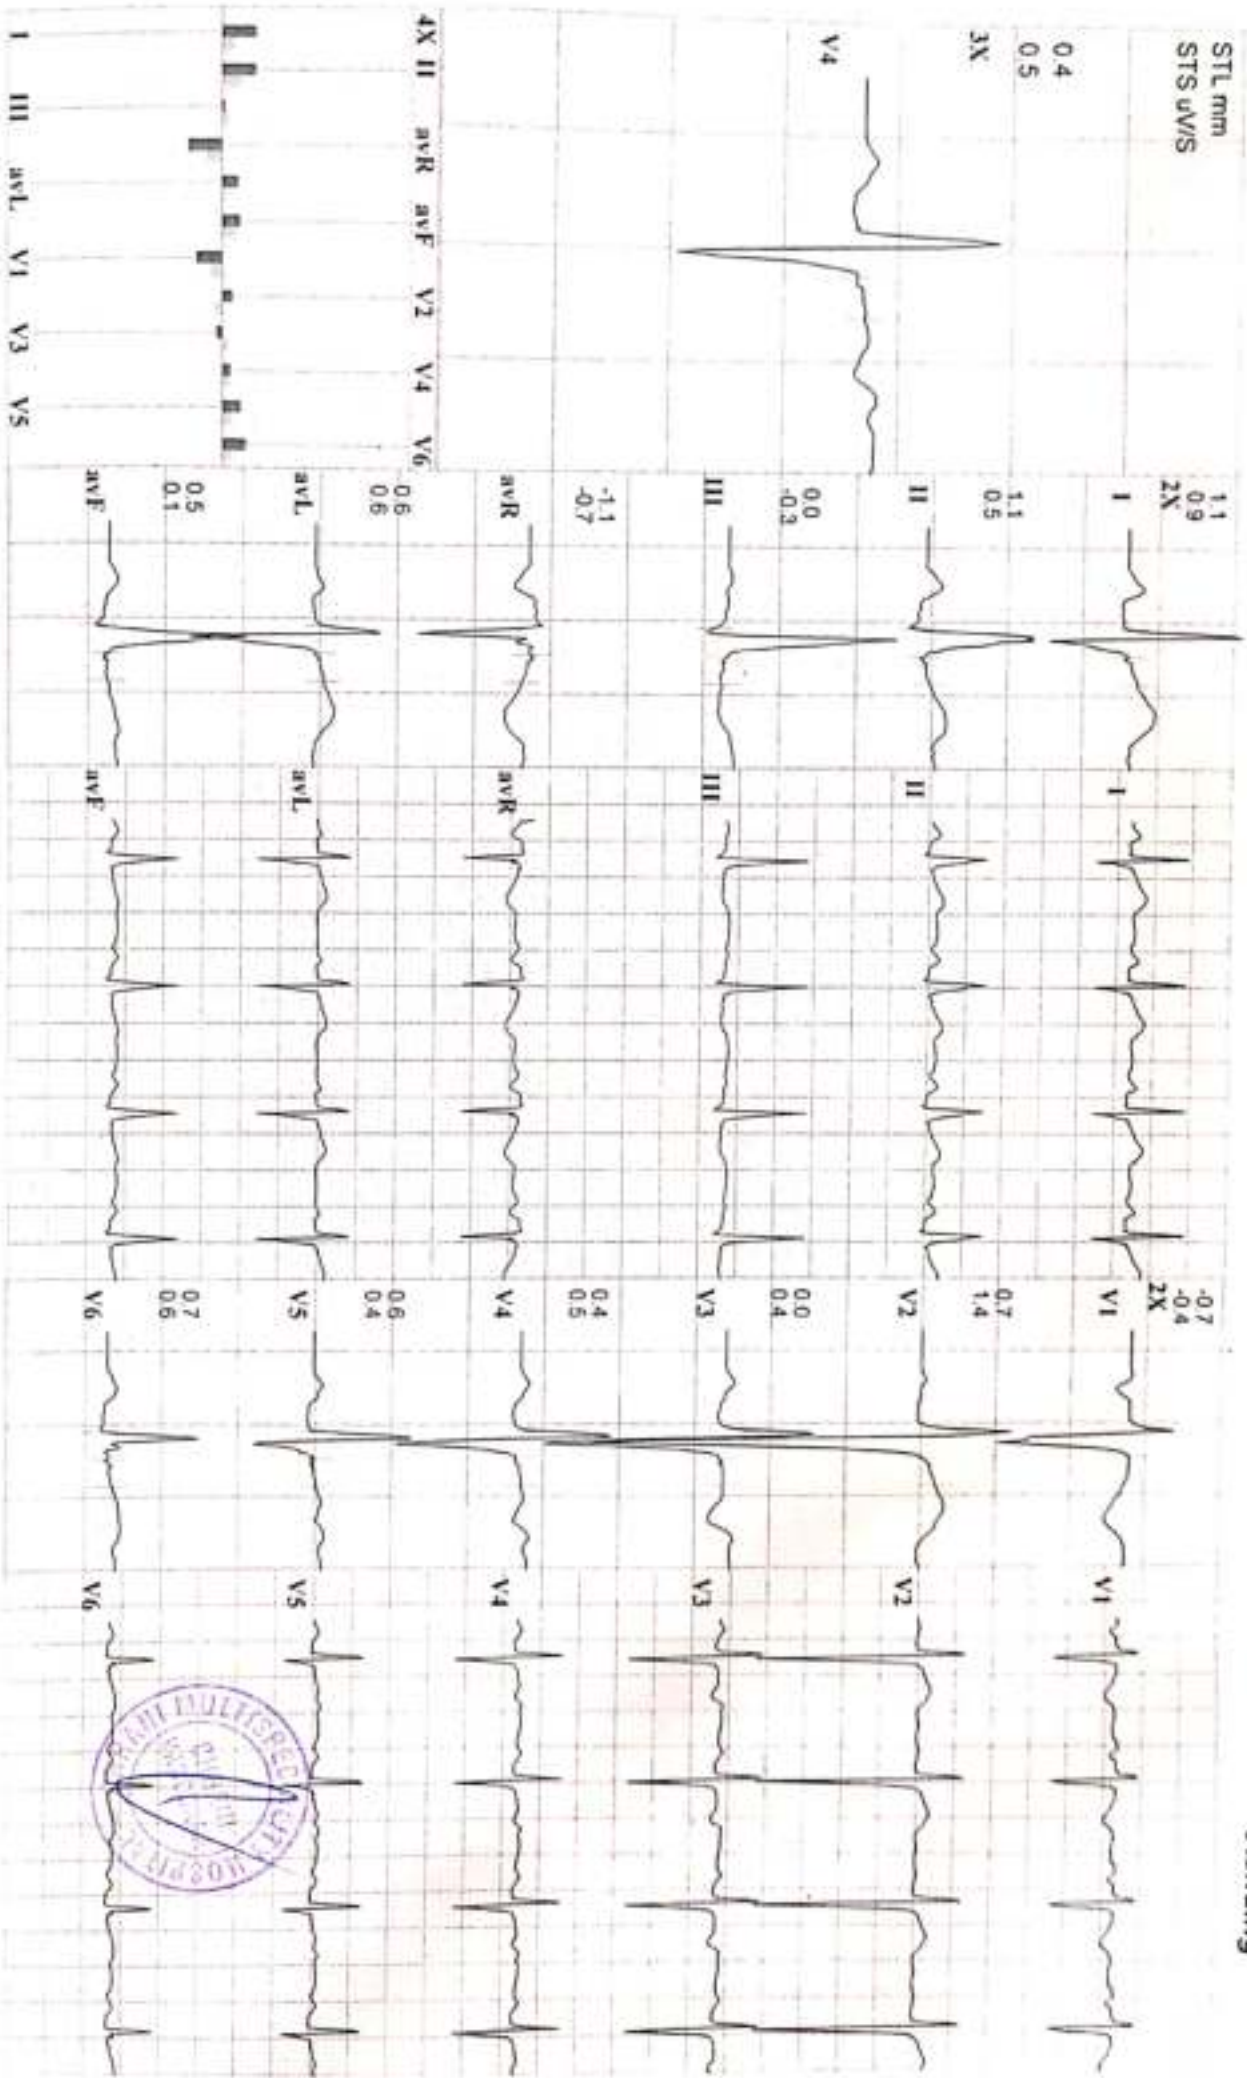 STL mm
STS uV/S
0.4
0.5
3X
V4
4X II avR avF V2 V4 V6
I III avL V1 V3 V5
1.1
0.9
2X
I
1.1
0.5
II
0.0
-0.3
III
-1.1
-0.7
avR
0.6
0.6
avL
0.5
0.1
avF
I
II
III
avR
avL
avF
-0.7
-0.4
2X
V1
0.7
1.4
V2
0.0
0.4
V3
0.4
0.5
V4
0.6
0.4
V5
0.7
0.6
V6
V1
V2
V3
V4
V5
V6